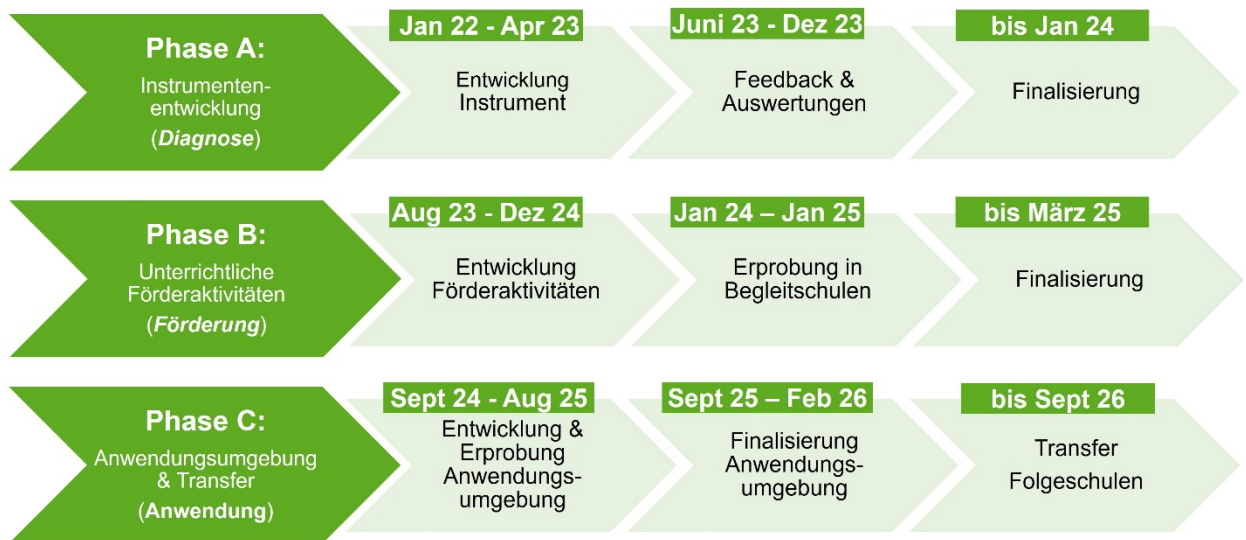 Phase A:
Instrumenten-
entwicklung
(Diagnose)
Jan 22 - Apr 23
Entwicklung
Instrument
Juni 23 - Dez 23
Feedback &
Auswertungen
bis Jan 24
Finalisierung
Phase B:
Unterrichtliche
Förderaktivitäten
(Förderung)
Aug 23 - Dez 24
Entwicklung
Förderaktivitäten
Jan 24 – Jan 25
Erprobung in
Begleitschulen
bis März 25
Finalisierung
Phase C:
Anwendungsumgebung
& Transfer
(Anwendung)
Sept 24 - Aug 25
Entwicklung &
Erprobung
Anwendungs-
umgebung
Sept 25 – Feb 26
Finalisierung
Anwendungs-
umgebung
bis Sept 26
Transfer
Folgeschulen